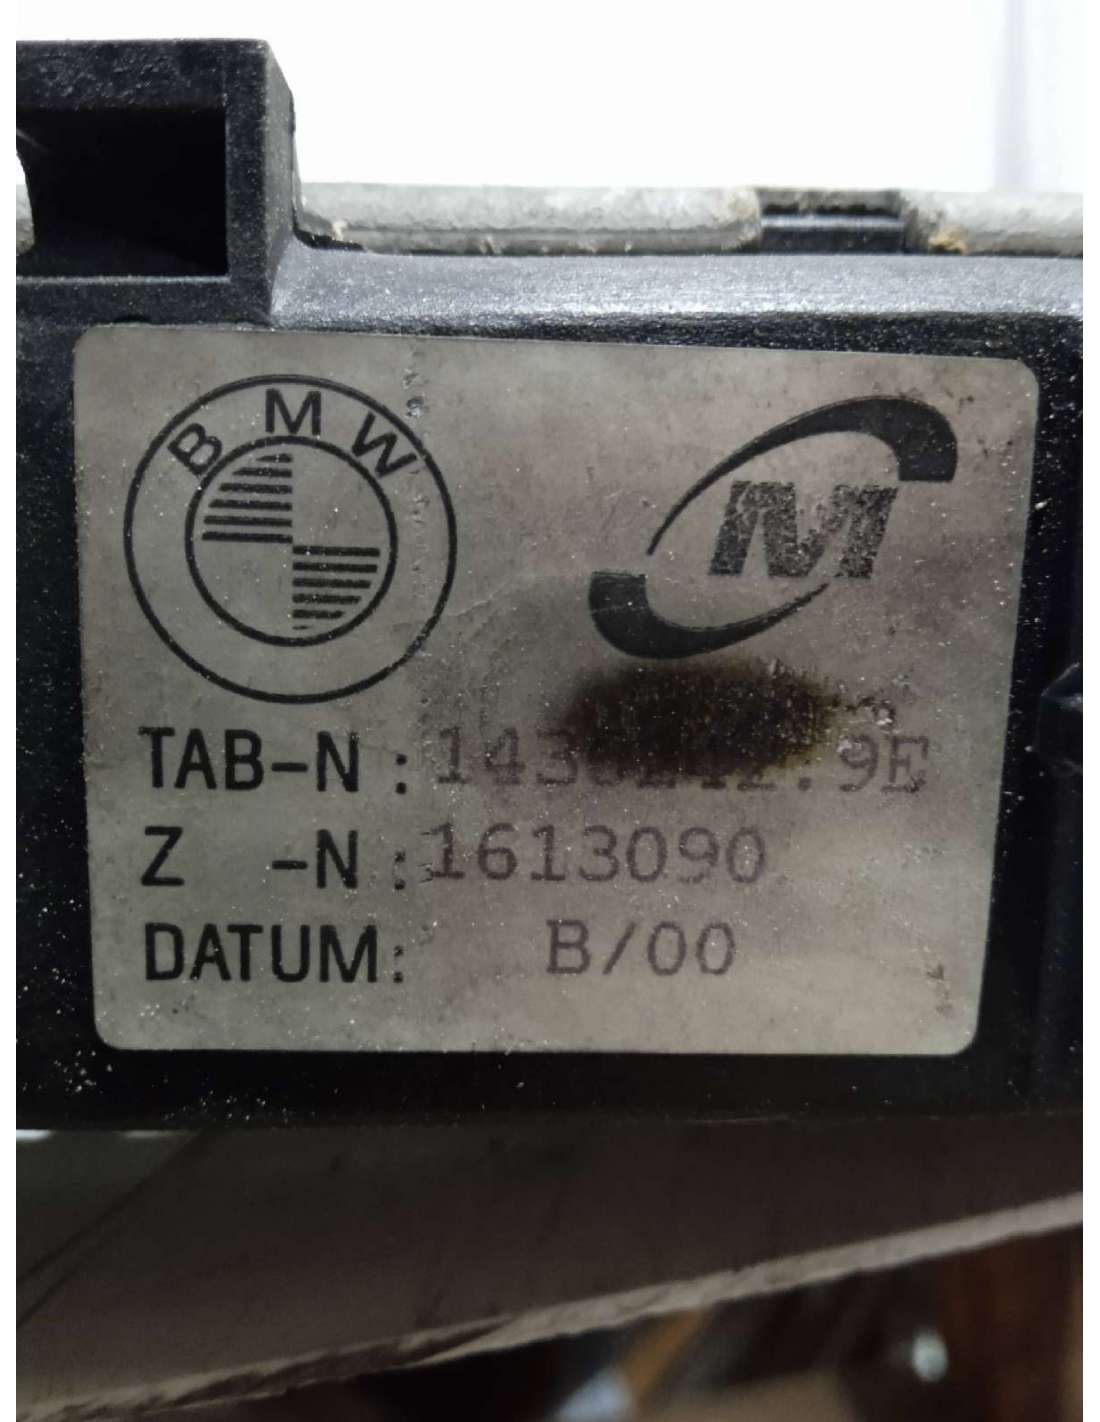 BMW
M
TAB-N:
Z -N: 1613090
DATUM: B/00